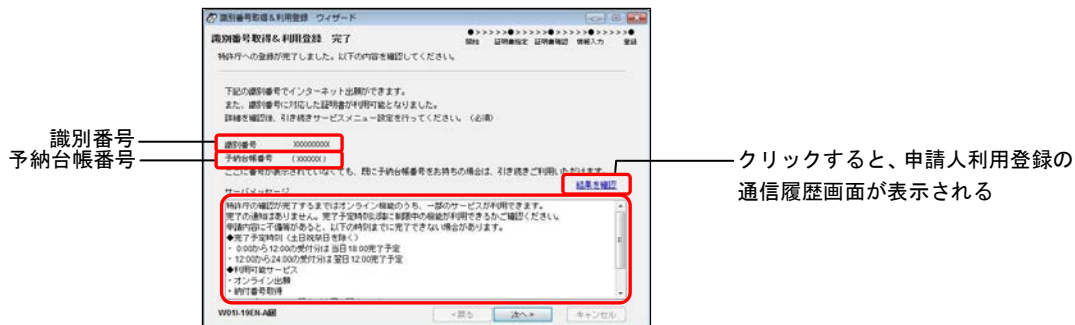 識別番号取得&利用登録 ウィザード
識別番号取得&利用登録 完了
●>>>>>●>>>>>●>>>>>●>>>>>●
開始 証明書指定 証明書確認 情報入力 登録
特許庁への登録が完了しました。以下の内容を確認してください。
下記の識別番号でインターネット出願ができます。
また、識別番号に対応した証明書が利用可能となりました。
詳細を確認後、引き続きサービスメニュー設定を行ってください。(必須)
識別番号
識別番号 XXXXXXXXX
予納台帳番号
予納台帳番号 (XXXXXX)
ここに番号が表示されていなくても、既に予納台帳番号をお持ちの場合は、引き続きご利用いただけます。
クリックすると、申請人利用登録の
通信履歴画面が表示される
サーバメッセージ
結果を確認
特許庁の確認が完了するまではオンライン機能のうち、一部のサービスが利用できます。
完了の通知はありません。完了予定時刻以降に制限中の機能が利用できるかご確認ください。
申請内容に不備等があると、以下の時刻までに完了できない場合があります。
◆完了予定時刻(土日祝祭日を除く)
・ 0:00から12:00の受付分は当日18:00完了予定
・ 12:00から24:00の受付分は翌日12:00完了予定
◆利用可能サービス
・オンライン出願
・納付番号取得
<戻る 次へ> キャンセル